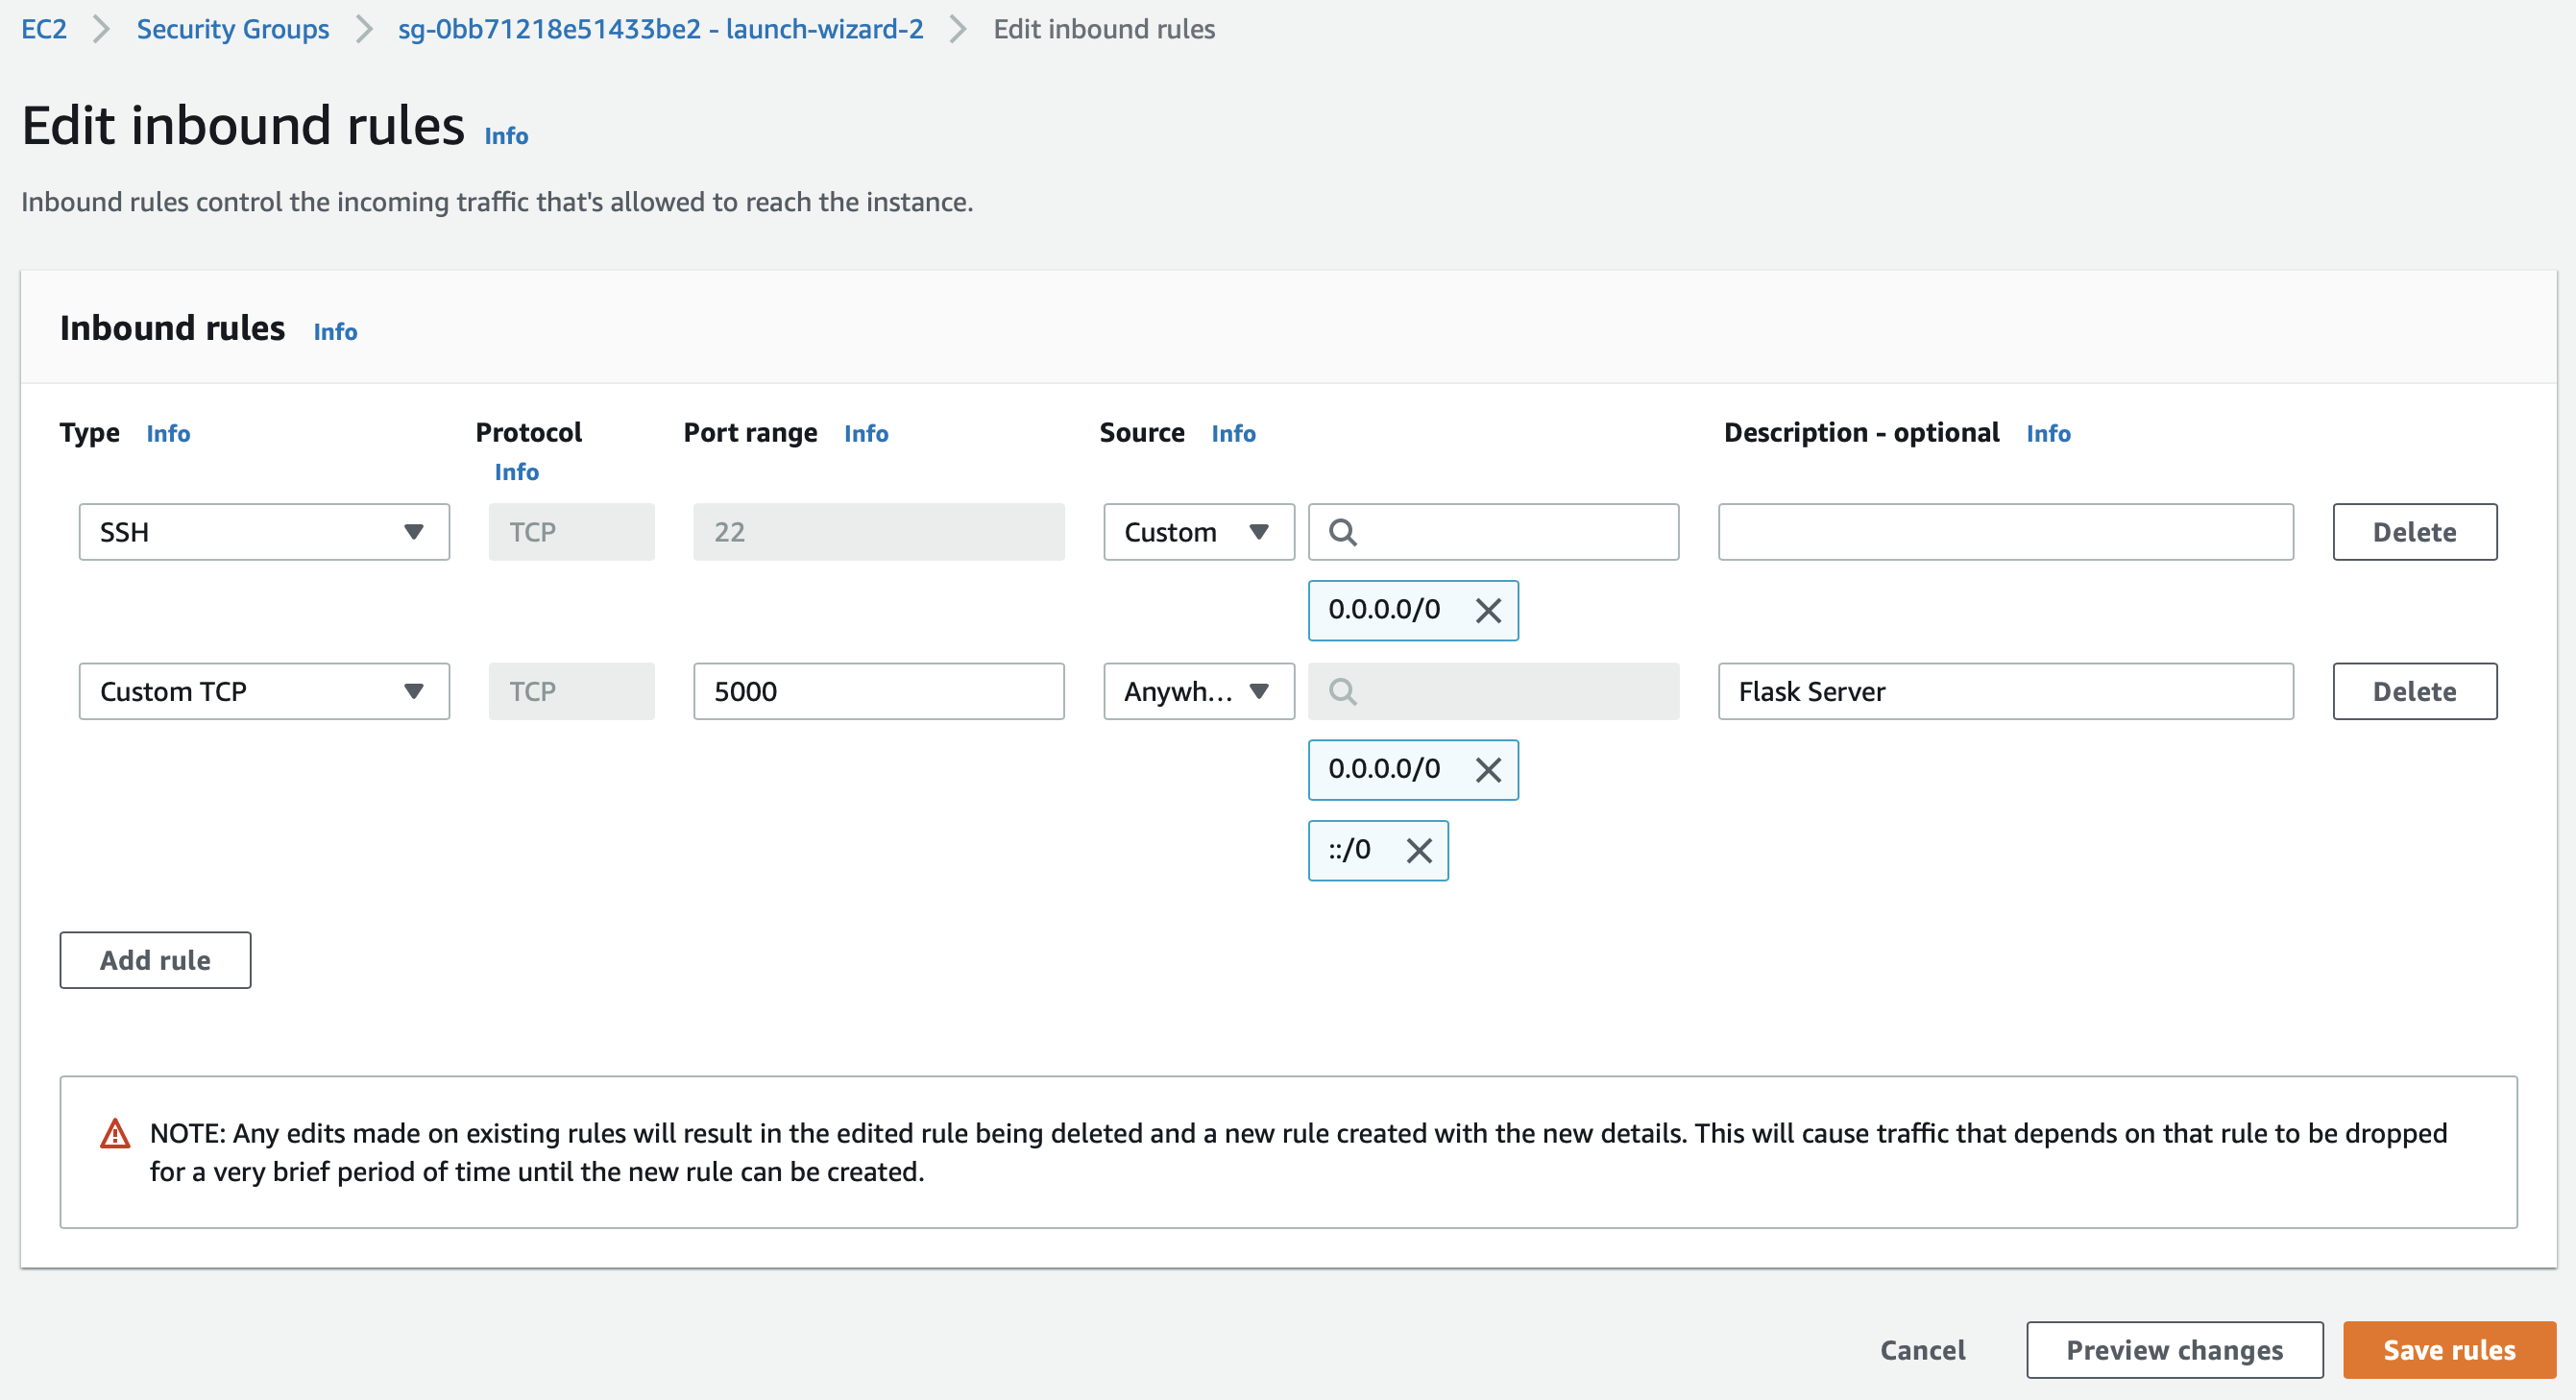 EC2 Security Groups sg-0bb71218e51433be2 - launch-wizard-2 Edit inbound rules
Edit inbound rules Info
Inbound rules control the incoming traffic that's allowed to reach the instance.
Inbound rules Info
Type Info Protocol Info Port range Info Source Info Description - optional Info
SSH TCP 22 Custom Delete
0.0.0.0/0
Custom TCP TCP 5000 Anywh... Flask Server Delete
0.0.0.0/0
::/0
Add rule
NOTE: Any edits made on existing rules will result in the edited rule being deleted and a new rule created with the new details. This will cause traffic that depends on that rule to be dropped
for a very brief period of time until the new rule can be created.
Cancel Preview changes Save rules